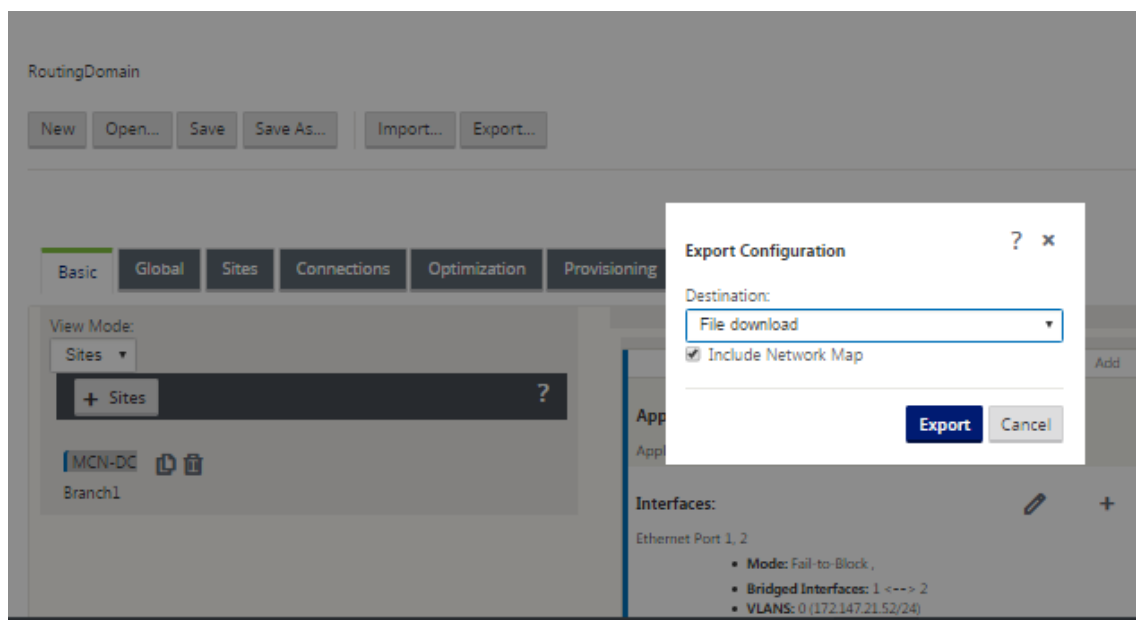 RoutingDomain
New Open... Save Save As... Import... Export...
Basic Global Sites Connections Optimization Provisioning
Export Configuration ? ×
Destination:
File download
Include Network Map
Export Cancel
View Mode:
Sites
+ Sites ?
MCN-DC
Branch1
Add
App
Appl
Interfaces: +
Ethernet Port 1, 2
• Mode: Fail-to-Block ,
• Bridged Interfaces: 1 <--> 2
• VLANS: 0 (172.147.21.52/24)